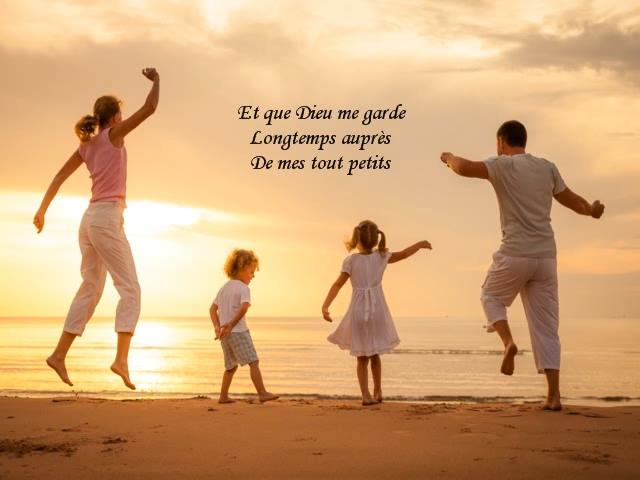 Et que Dieu me garde
Longtemps auprès
De mes tout petits